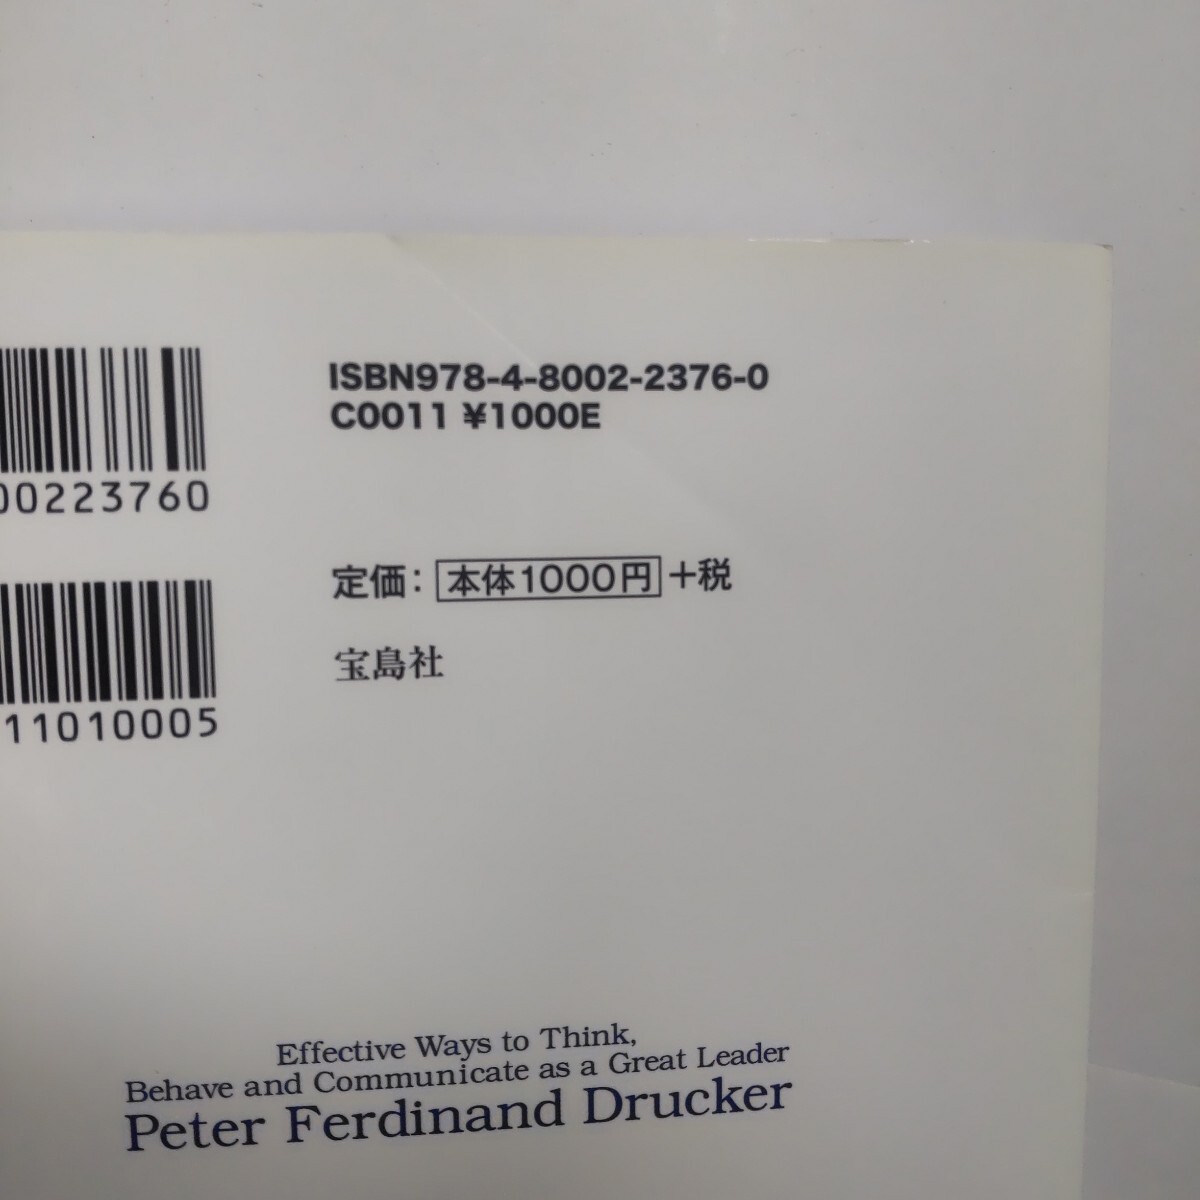 ISBN978-4-8002-2376-0
C0011 ¥1000E
00223760
定価：本体1000円+税
11010005
宝島社
Effective Ways to Think,
Behave and Communicate as a Great Leader
Peter Ferdinand Drucker